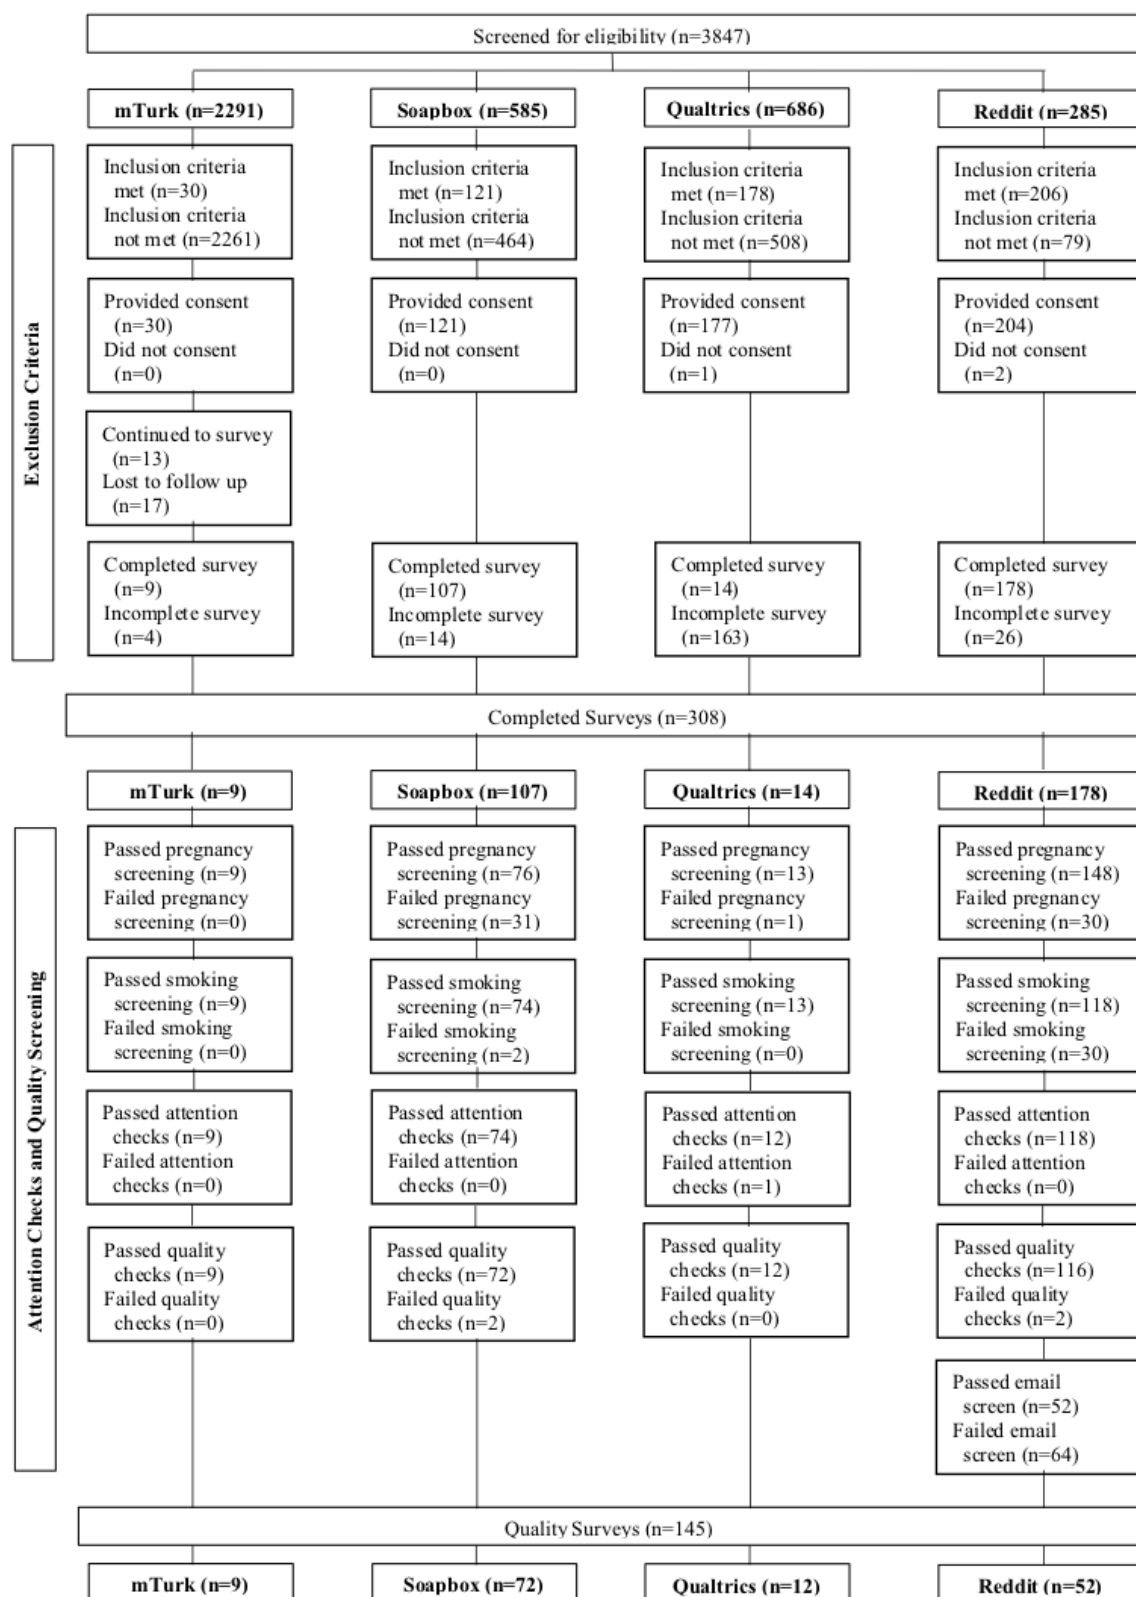 Screened for eligibility (n=3847)
mTurk (n=2291)
Soapbox (n=585)
Qualtrics (n=686)
Reddit (n=285)
Exclusion Criteria
Inclusion criteria
met (n=30)
Inclusion criteria
not met (n=2261)
Inclusion criteria
met (n=121)
Inclusion criteria
not met (n=464)
Inclusion criteria
met (n=178)
Inclusion criteria
not met (n=508)
Inclusion criteria
met (n=206)
Inclusion criteria
not met (n=79)
Provided consent
(n=30)
Did not consent
(n=0)
Provided consent
(n=121)
Did not consent
(n=0)
Provided consent
(n=177)
Did not consent
(n=1)
Provided consent
(n=204)
Did not consent
(n=2)
Continued to survey
(n=13)
Lost to follow up
(n=17)
Completed survey
(n=9)
Incomplete survey
(n=4)
Completed survey
(n=107)
Incomplete survey
(n=14)
Completed survey
(n=14)
Incomplete survey
(n=163)
Completed survey
(n=178)
Incomplete survey
(n=26)
Completed Surveys (n=308)
mTurk (n=9)
Soapbox (n=107)
Qualtrics (n=14)
Reddit (n=178)
Attention Checks and Quality Screening
Passed pregnancy
screening (n=9)
Failed pregnancy
screening (n=0)
Passed pregnancy
screening (n=76)
Failed pregnancy
screening (n=31)
Passed pregnancy
screening (n=13)
Failed pregnancy
screening (n=1)
Passed pregnancy
screening (n=148)
Failed pregnancy
screening (n=30)
Passed smoking
screening (n=9)
Failed smoking
screening (n=0)
Passed smoking
screening (n=74)
Failed smoking
screening (n=2)
Passed smoking
screening (n=13)
Failed smoking
screening (n=0)
Passed smoking
screening (n=118)
Failed smoking
screening (n=30)
Passed attention
checks (n=9)
Failed attention
checks (n=0)
Passed attention
checks (n=74)
Failed attention
checks (n=0)
Passed attention
checks (n=12)
Failed attention
checks (n=1)
Passed attention
checks (n=118)
Failed attention
checks (n=0)
Passed quality
checks (n=9)
Failed quality
checks (n=0)
Passed quality
checks (n=72)
Failed quality
checks (n=2)
Passed quality
checks (n=12)
Failed quality
checks (n=0)
Passed quality
checks (n=116)
Failed quality
checks (n=2)
Passed email
screen (n=52)
Failed email
screen (n=64)
Quality Surveys (n=145)
mTurk (n=9)
Soapbox (n=72)
Qualtrics (n=12)
Reddit (n=52)